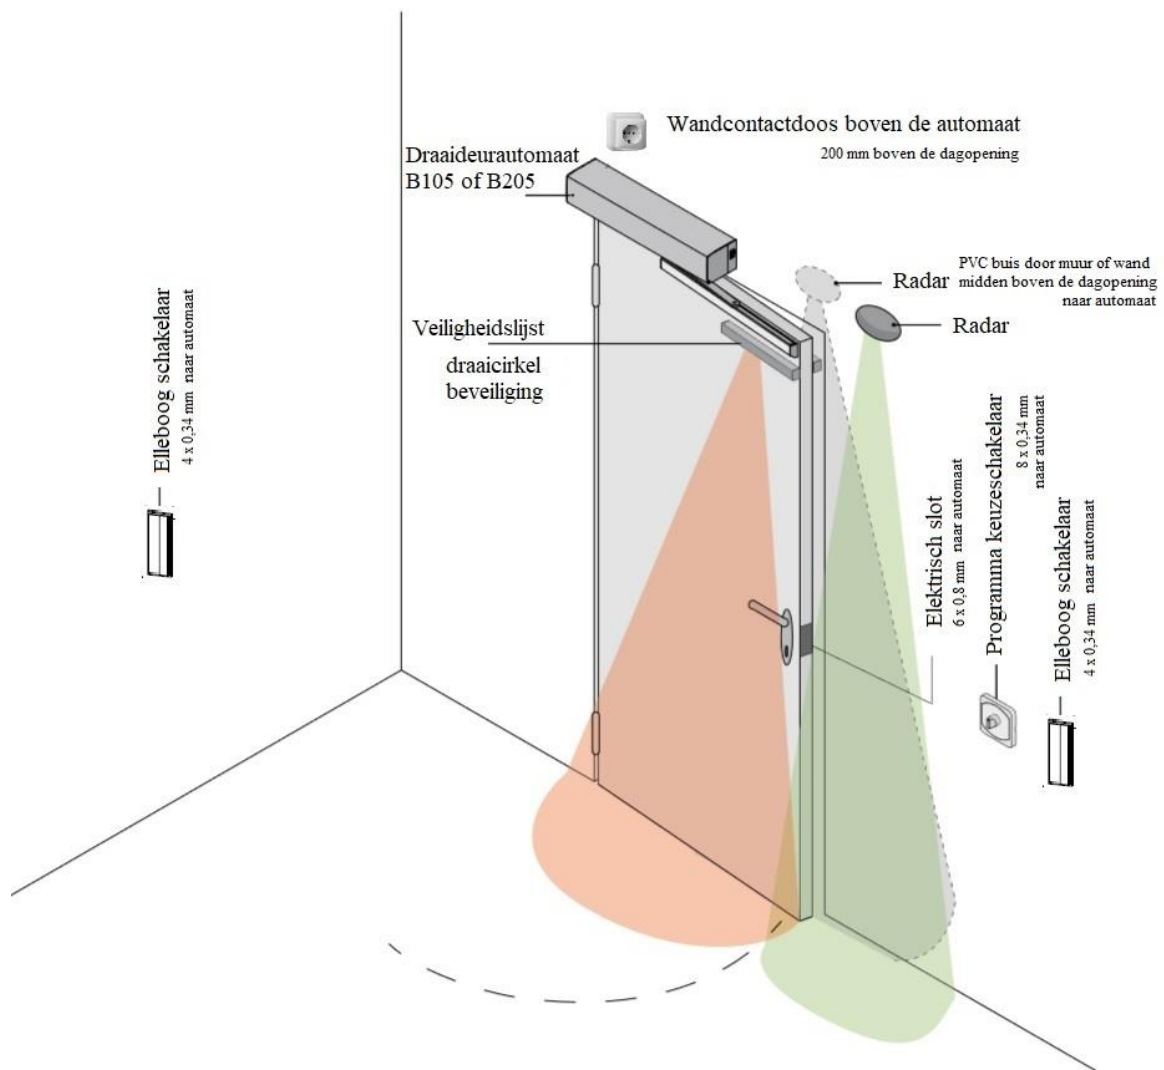 Wandcontactdoos boven de automaat
200 mm boven de dagopening
Draaideurautomaat
B105 of B205
Radar
PVC buis door muur of wand
midden boven de dagopening
naar automaat
Radar
Veiligheidslijst
draaicirkel
beveiliging
Elleboog schakelaar
4 x 0,34 mm naar automaat
Elektrisch slot
6 x 0,8 mm naar automaat
Programma keuzeschakelaar
8 x 0,34 mm
naar automaat
Elleboog schakelaar
4 x 0,34 mm naar automaat